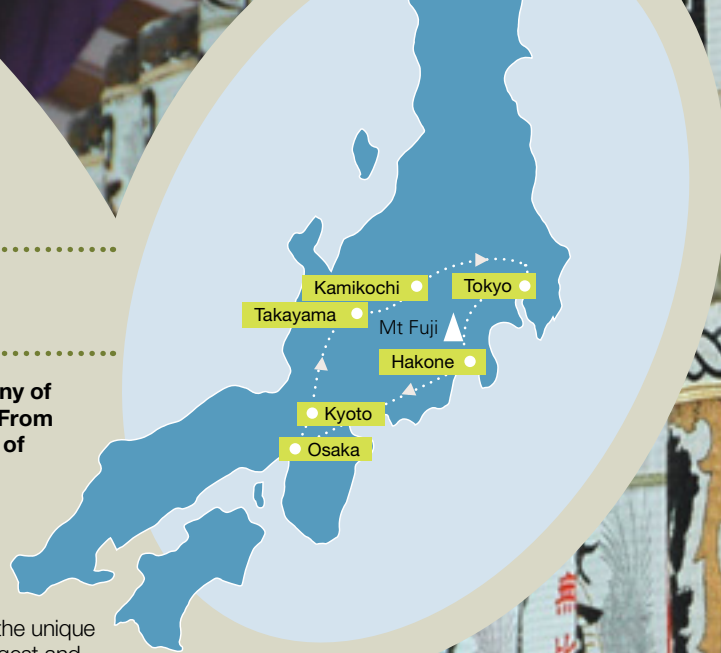 Kamikochi
Tokyo
Takayama
Mt Fuji
Hakone
ny of
From
of
Kyoto
Osaka
the unique